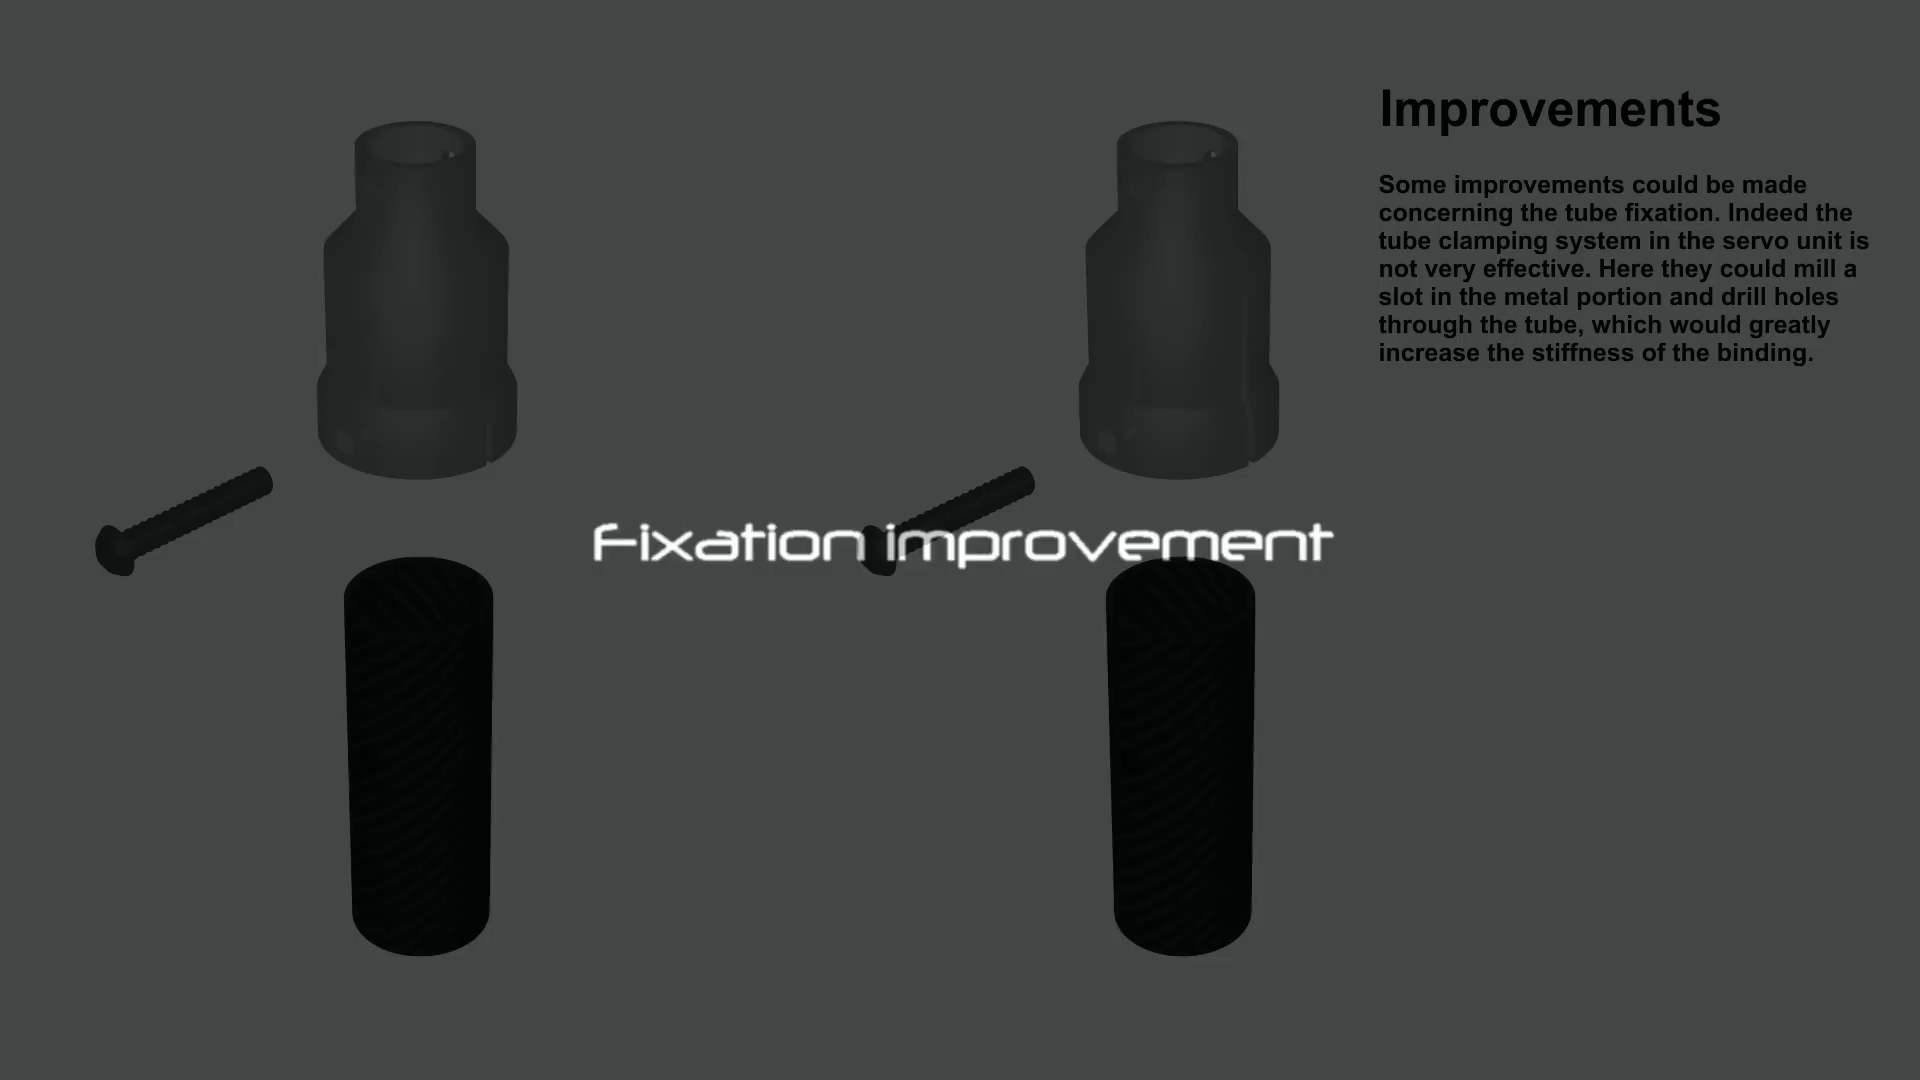 Improvements
Some improvements could be made
concerning the tube fixation. Indeed the
tube clamping system in the servo unit is
not very effective. Here they could mill a
slot in the metal portion and drill holes
through the tube, which would greatly
increase the stiffness of the binding.
Fixation improvement